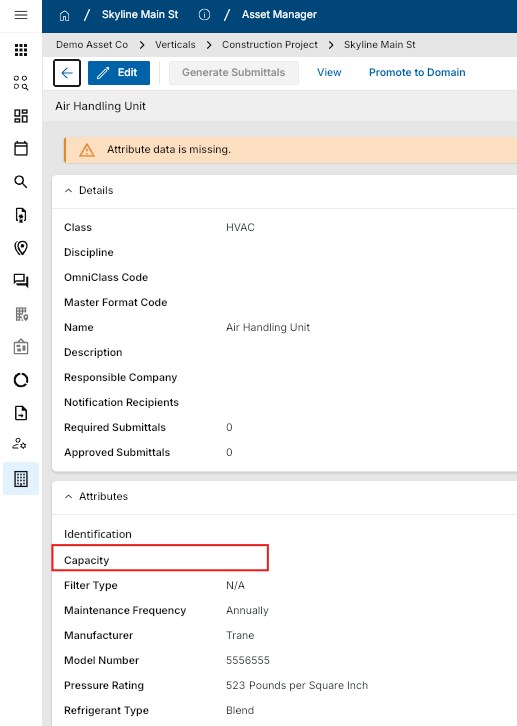 / Skyline Main St / Asset Manager
Demo Asset Co > Verticals > Construction Project > Skyline Main St
Edit Generate Submittals View Promote to Domain
Air Handling Unit
Attribute data is missing.
Details
Class HVAC
Discipline
OmniClass Code
Master Format Code
Name Air Handling Unit
Description
Responsible Company
Notification Recipients
Required Submittals 0
Approved Submittals 0
Attributes
Identification
Capacity
Filter Type N/A
Maintenance Frequency Annually
Manufacturer Trane
Model Number 5556555
Pressure Rating 523 Pounds per Square Inch
Refrigerant Type Blend